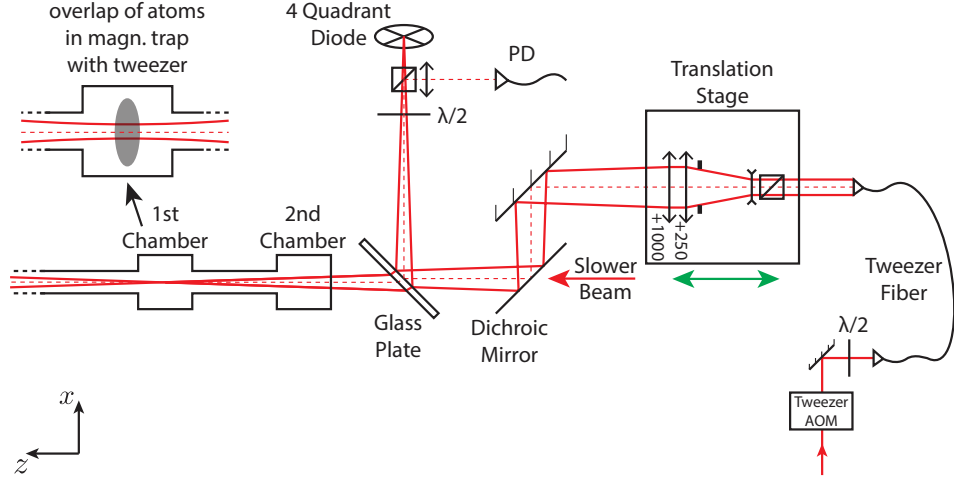 overlap of atoms
in magn. trap
with tweezer
4 Quadrant
Diode
PD
λ/2
Translation
Stage
+1000
+250
1st
Chamber
2nd
Chamber
Glass
Plate
Dichroic
Mirror
Slower
Beam
Tweezer
Fiber
λ/2
Tweezer
AOM
x
z